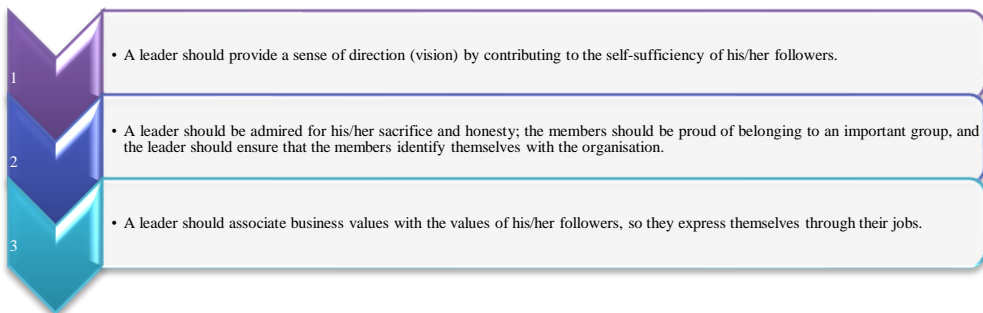 1
• A leader should provide a sense of direction (vision) by contributing to the self-sufficiency of his/her followers.
2
• A leader should be admired for his/her sacrifice and honesty; the members should be proud of belonging to an important group, and
the leader should ensure that the members identify themselves with the organisation.
3
• A leader should associate business values with the values of his/her followers, so they express themselves through their jobs.